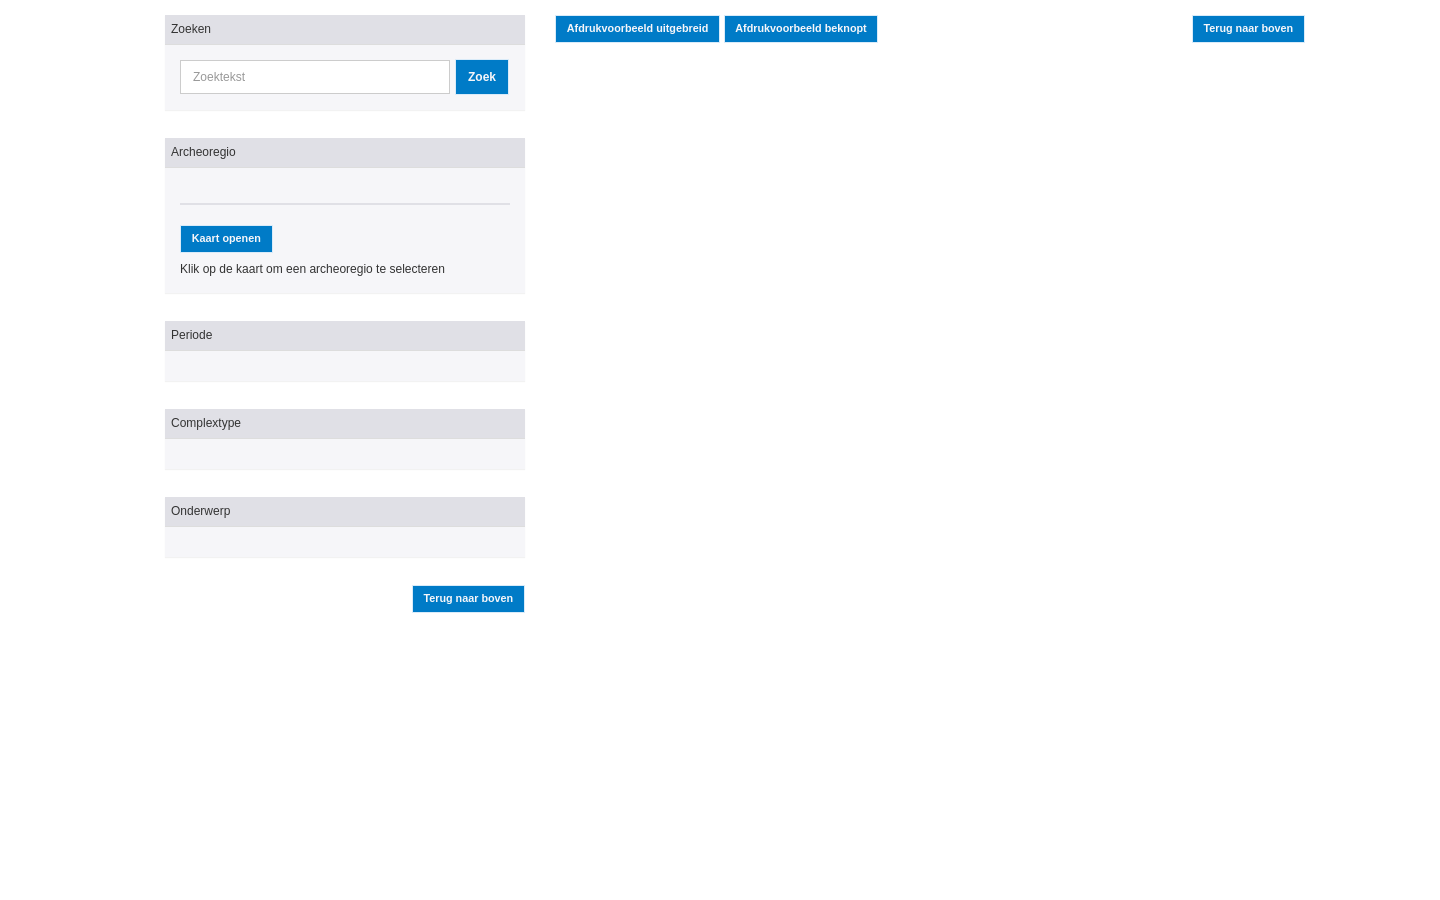 Zoeken
Zoektekst
Zoek
Archeoregio
Kaart openen
Klik op de kaart om een archeoregio te selecteren
Periode
Complextype
Onderwerp
Terug naar boven
Afdrukvoorbeeld uitgebreid
Afdrukvoorbeeld beknopt
Terug naar boven